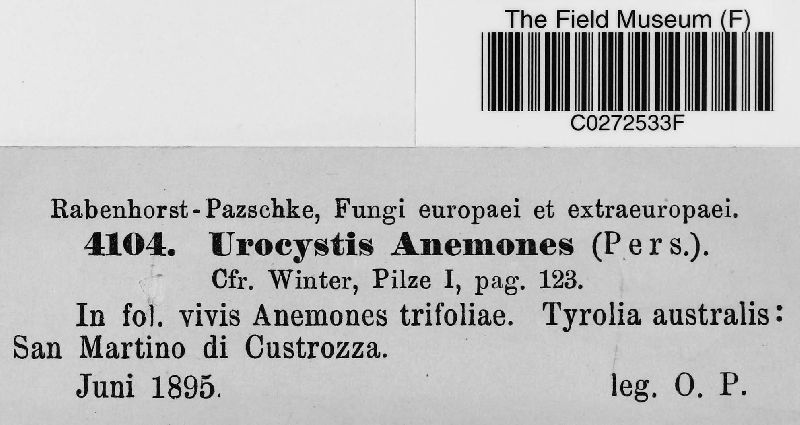 The Field Museum (F)
C0272533F
Rabenhorst-Pazschke, Fungi europaei et extraeuropaei.
4104. Urocystis Anemones (Pers.).
Cfr. Winter, Pilze I, pag. 123.
In fol. vivis Anemones trifoliae. Tyrolia australis:
San Martino di Custrozza.
Juni 1895. leg. O. P.